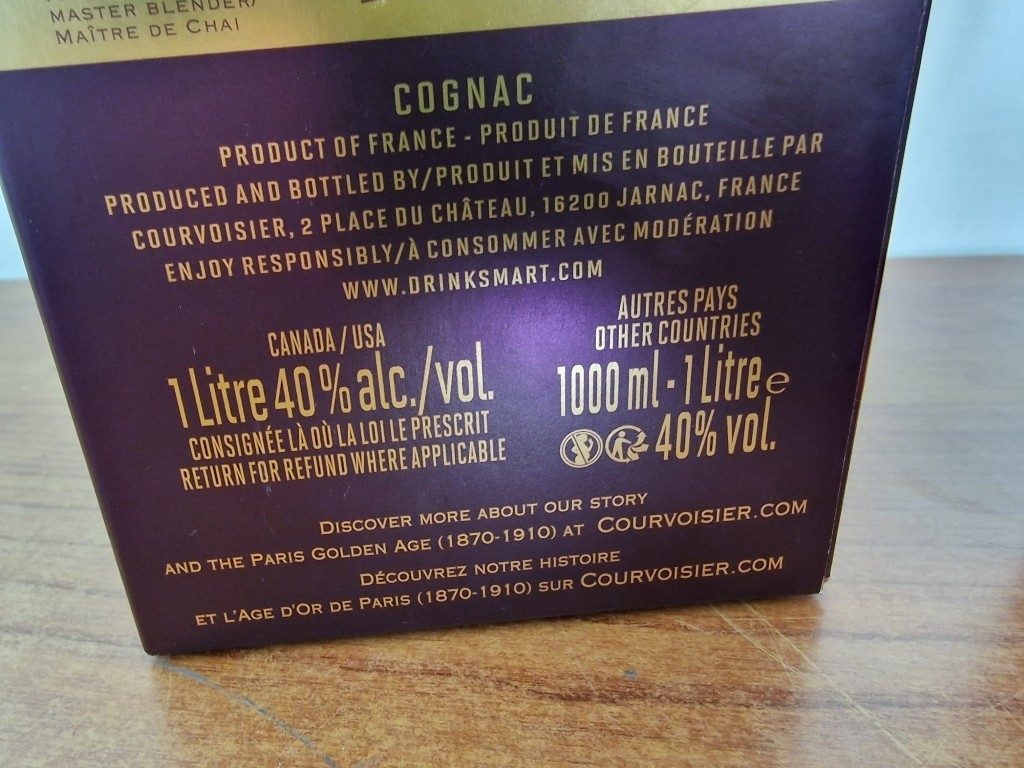 MASTER BLENDER/
MAÎTRE DE CHAI
COGNAC
PRODUCT OF FRANCE - PRODUIT DE FRANCE
PRODUCED AND BOTTLED BY/PRODUIT ET MIS EN BOUTEILLE PAR
COURVOISIER, 2 PLACE DU CHÂTEAU, 16200 JARNAC, FRANCE
ENJOY RESPONSIBLY/À CONSOMMER AVEC MODÉRATION
WWW.DRINKSMART.COM
CANADA / USA
1 Litre 40% alc./vol.
CONSIGNÉE LÀ OÙ LA LOI LE PRESCRIT
RETURN FOR REFUND WHERE APPLICABLE
AUTRES PAYS
OTHER COUNTRIES
1000 ml - 1 Litre e
40% vol.
DISCOVER MORE ABOUT OUR STORY
AND THE PARIS GOLDEN AGE (1870-1910) AT COURVOISIER.COM
DÉCOUVREZ NOTRE HISTOIRE
ET L'AGE D'OR DE PARIS (1870-1910) SUR COURVOISIER.COM